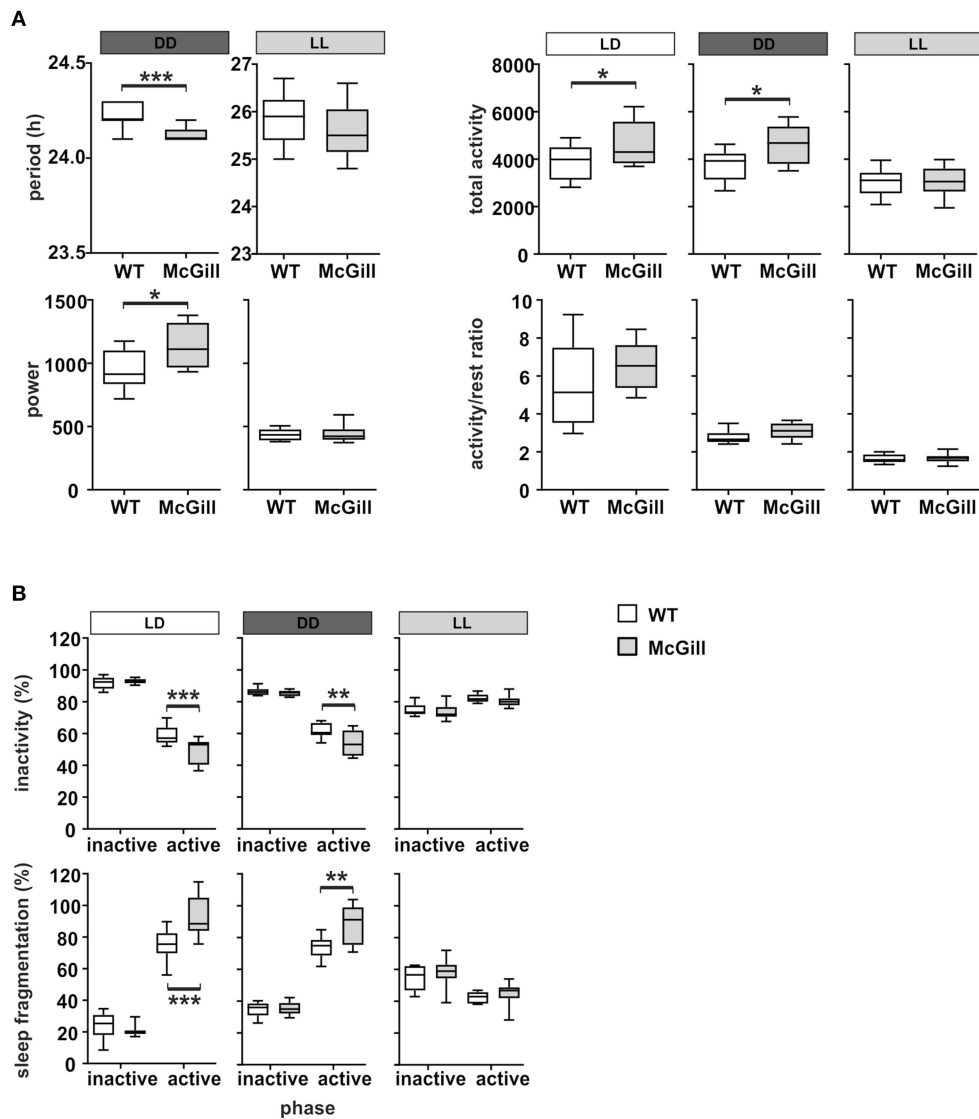 A
DD
LL
LD
DD
LL
24.5
24.0
23.5
period (h)
***
WT McGill
27
26
25
24
23
WT McGill
8000
6000
4000
2000
0
total activity
*
WT McGill
*
WT McGill
WT McGill
1500
1000
500
0
power
*
WT McGill
WT McGill
10
8
6
4
2
0
activity/rest ratio
WT McGill
WT McGill
WT McGill
B
LD
DD
LL
WT
McGill
120
100
80
60
40
20
0
inactivity (%)
***
**
inactive active
inactive active
inactive active
120
100
80
60
40
20
0
sleep fragmentation (%)
***
**
inactive active
inactive active
inactive active
phase